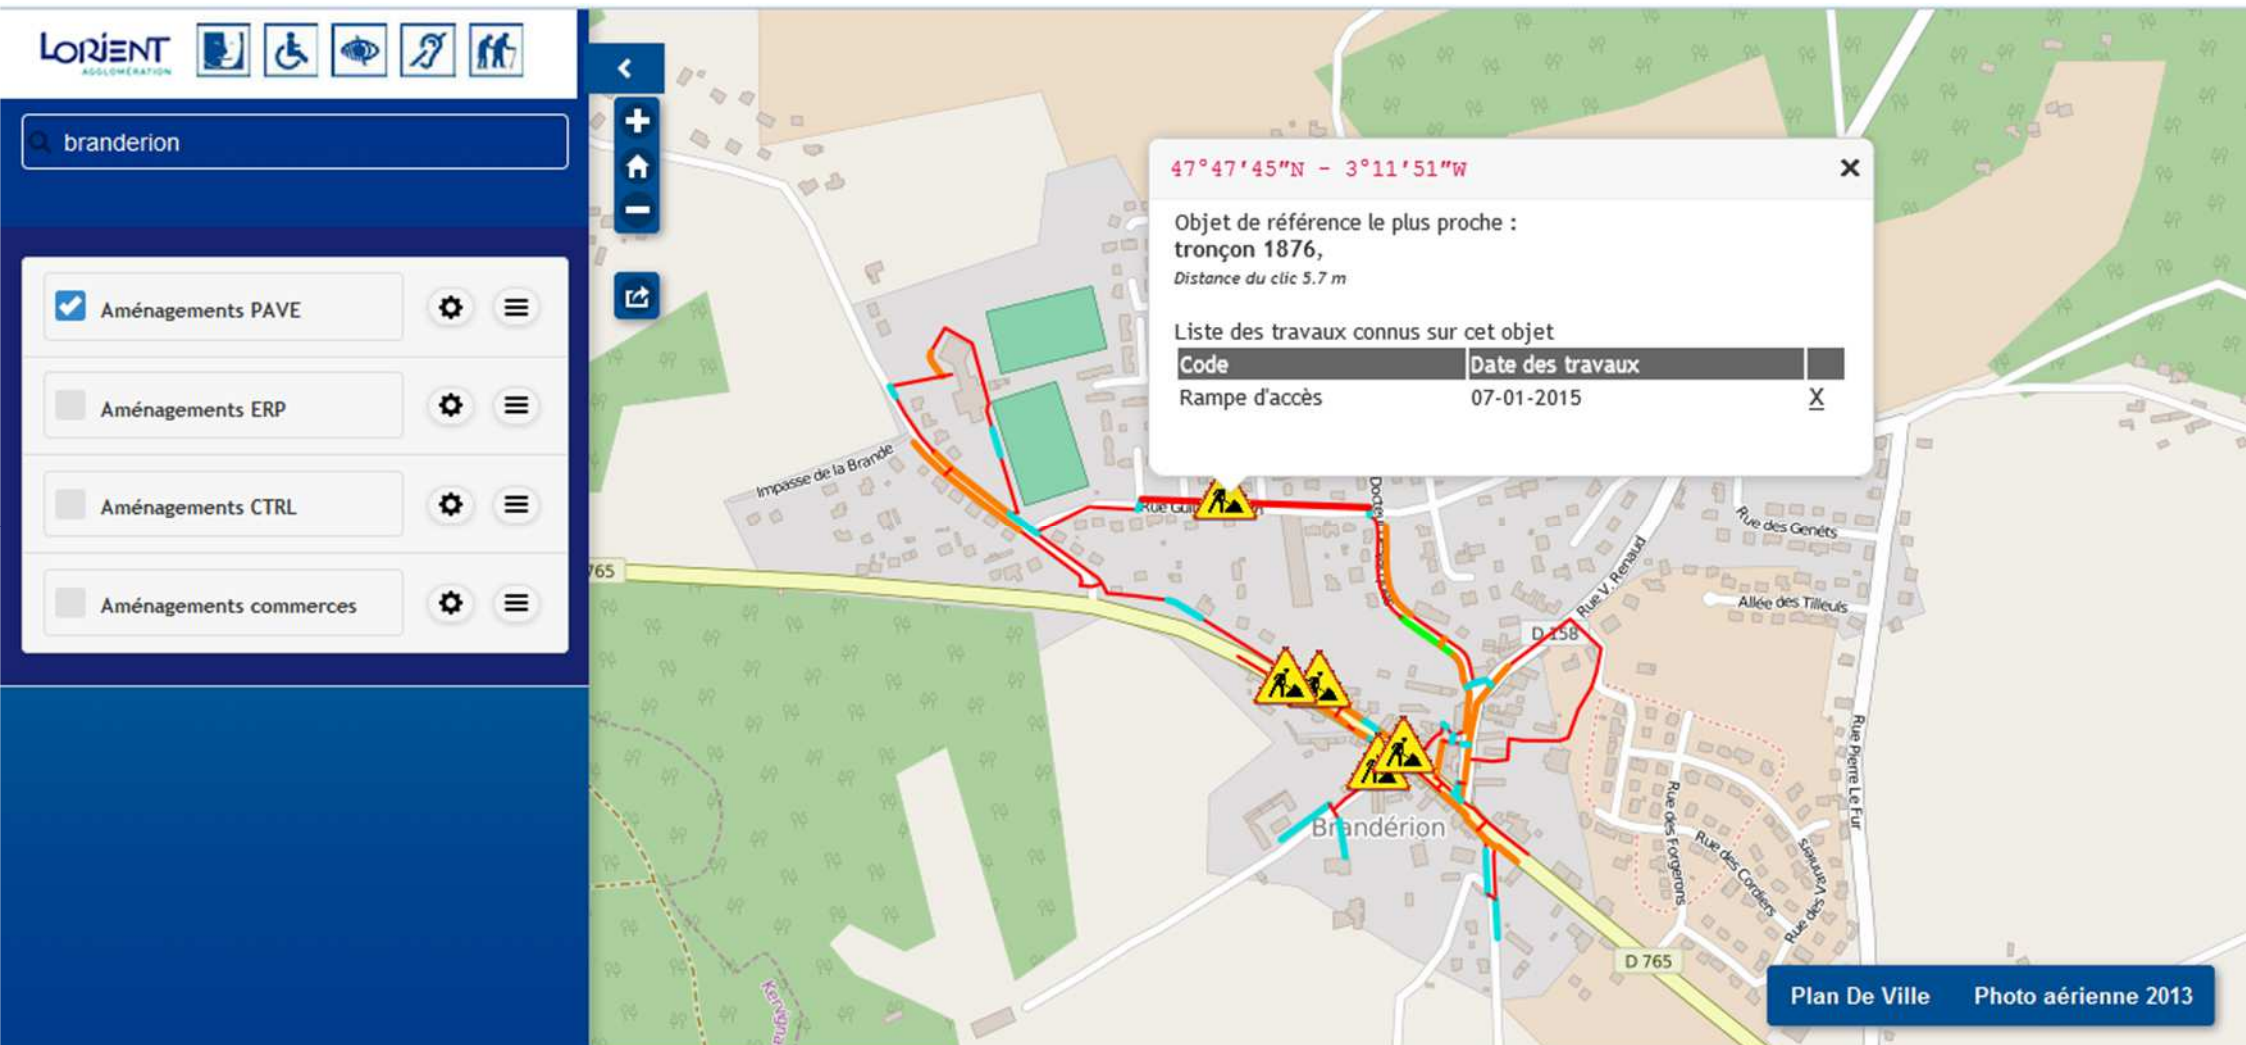 LORIENT
AGGLOMÉRATION
branderion
Aménagements PAVE
Aménagements ERP
Aménagements CTRL
Aménagements commerces
47°47′45″N - 3°11′51″W
Objet de référence le plus proche :
tronçon 1876,
Distance du clic 5.7 m
Liste des travaux connus sur cet objet
Code Date des travaux
Rampe d'accès 07-01-2015 X
Impasse de la Brande
Rue
Docteur
Rue des Genêts
765
Rue V. Renaud
Allée des Tilleuls
D 158
Rue Pierre Le Fur
Brandérion
Rue des Forgerons
Rue des Cordiers
Rue des Vanniers
D 765
Plan De Ville Photo aérienne 2013